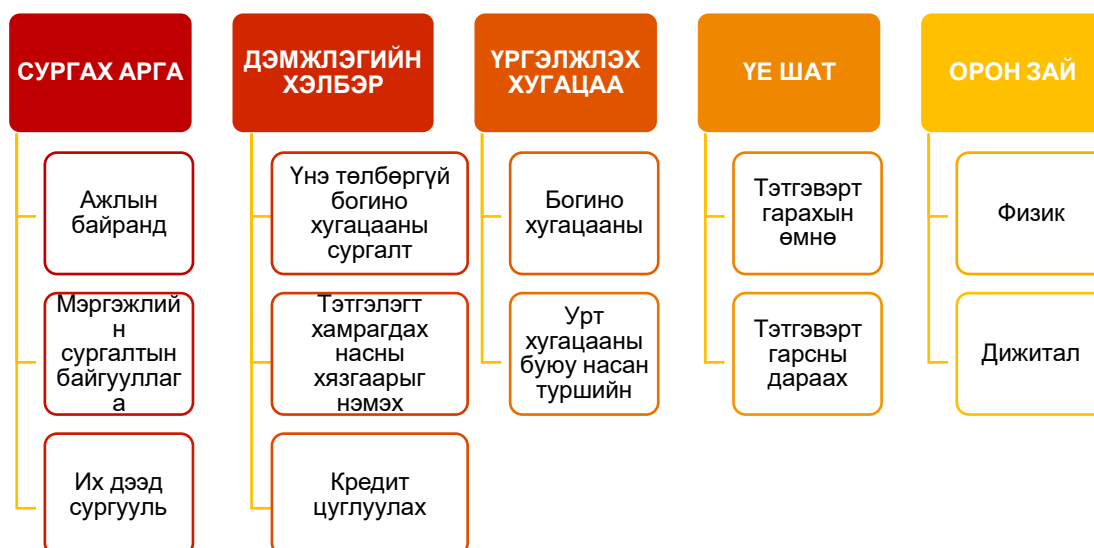 СУРГАХ АРГА
Ажлын
байранд
Мэргэжлий
н
сургалтын
байгууллаг
а
Их дээд
сургууль
ДЭМЖЛЭГИЙН
ХЭЛБЭР
Үнэ төлбөргүй
богино
хугацааны
сургалт
Тэтгэлэгт
хамрагдах
насны
хязгаарыг
нэмэх
Кредит
цуглуулах
ҮРГЭЛЖЛЭХ
ХУГАЦАА
Богино
хугацааны
Урт
хугацааны
буюу насан
туршийн
ҮЕ ШАТ
Тэтгэвэрт
гарахын
өмнө
Тэтгэвэрт
гарсны
дараах
ОРОН ЗАЙ
Физик
Дижитал